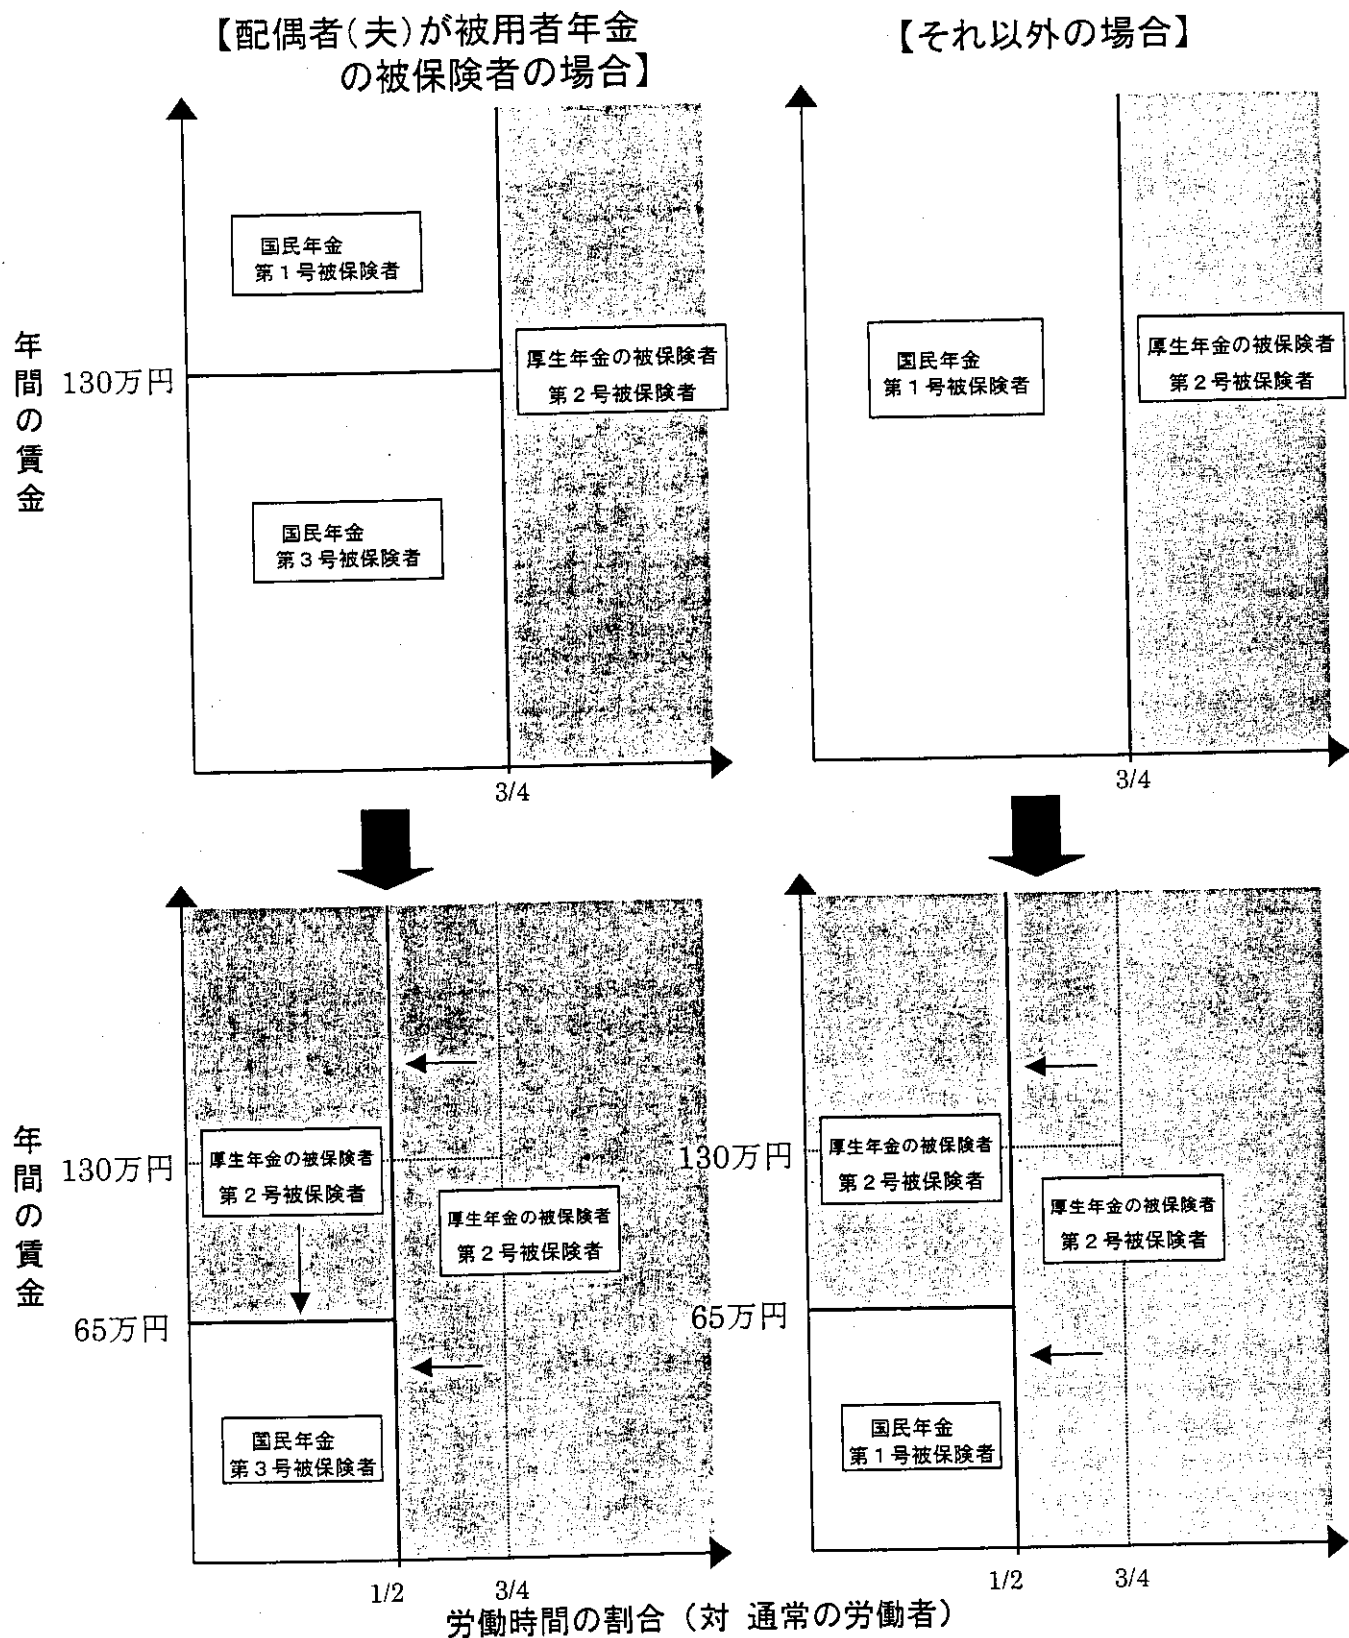 【配偶者(夫)が被用者年金
の被保険者の場合】
【それ以外の場合】
年間の賃金
130万円
国民年金
第１号被保険者
国民年金
第３号被保険者
厚生年金の被保険者
第２号被保険者
3/4
国民年金
第１号被保険者
厚生年金の被保険者
第２号被保険者
3/4
年間の賃金
130万円
65万円
厚生年金の被保険者
第２号被保険者
厚生年金の被保険者
第２号被保険者
国民年金
第３号被保険者
1/2
3/4
130万円
65万円
厚生年金の被保険者
第２号被保険者
厚生年金の被保険者
第２号被保険者
国民年金
第１号被保険者
1/2
3/4
労働時間の割合（対 通常の労働者）